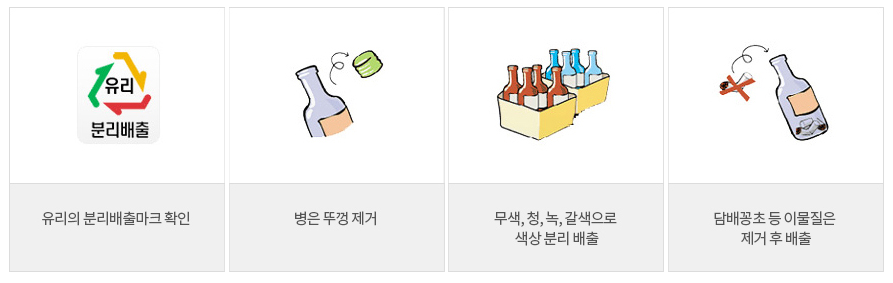 유리
분리배출
유리의 분리배출마크 확인
병은 뚜껑 제거
무색, 청, 녹, 갈색으로
색상 분리 배출
담배꽁초 등 이물질은
제거 후 배출